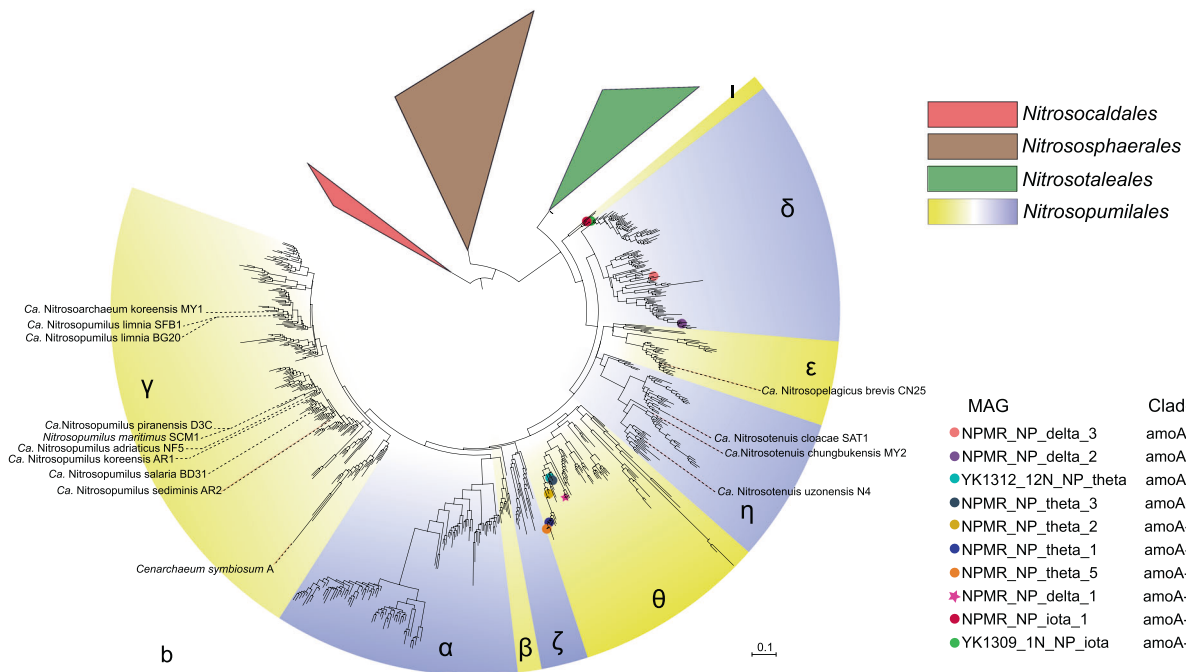 I
Nitrosocaldales
Nitrososphaerales
Nitrosotaleales
Nitrosopumilales
δ
Ca. Nitrosoarchaeum koreensis MY1
Ca. Nitrosopumilus limnia SFB1
Ca. Nitrosopumilus limnia BG20
ε
Ca. Nitrosopelagicus brevis CN25
γ
Ca.Nitrosopumilus piranensis D3C
Nitrosopumilus maritimus SCM1
Ca. Nitrosopumilus adriaticus NF5
Ca. Nitrosopumilus koreensis AR1
Ca. Nitrosopumilus salaria BD31
Ca. Nitrosopumilus sediminis AR2
Ca. Nitrosotenuis cloacae SAT1
Ca.Nitrosotenuis chungbukensis MY2
Ca. Nitrosotenuis uzonensis N4
η
Cenarchaeum symbiosum A
θ
α
β
ζ
b
0.1
MAG Clad
NPMR_NP_delta_3 amoA
NPMR_NP_delta_2 amoA
YK1312_12N_NP_theta amoA
NPMR_NP_theta_3 amoA
NPMR_NP_theta_2 amoA-
NPMR_NP_theta_1 amoA-
NPMR_NP_theta_5 amoA-
NPMR_NP_delta_1 amoA-
NPMR_NP_iota_1 amoA-
YK1309_1N_NP_iota amoA-